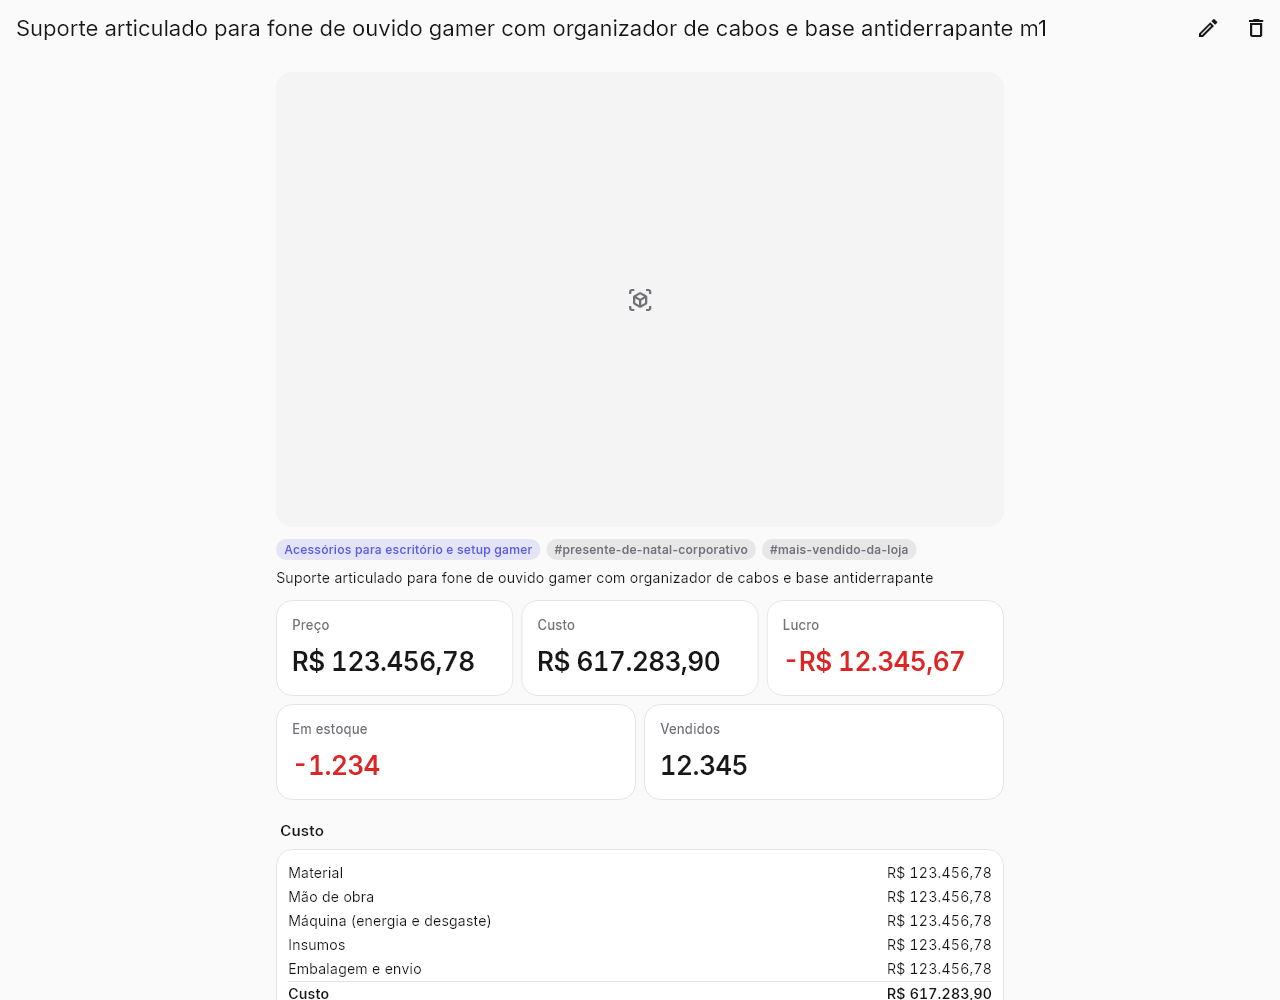 Suporte articulado para fone de ouvido gamer com organizador de cabos e base antiderrapante m1
Acessórios para escritório e setup gamer #presente-de-natal-corporativo #mais-vendido-da-loja
Suporte articulado para fone de ouvido gamer com organizador de cabos e base antiderrapante
Preço Custo Lucro
R$ 123.456,78 R$ 617.283,90 -R$ 12.345,67
Em estoque Vendidos
-1.234 12.345
Custo
Material R$ 123.456,78
Mão de obra R$ 123.456,78
Máquina (energia e desgaste) R$ 123.456,78
Insumos R$ 123.456,78
Embalagem e envio R$ 123.456,78
Custo R$ 617.283,90